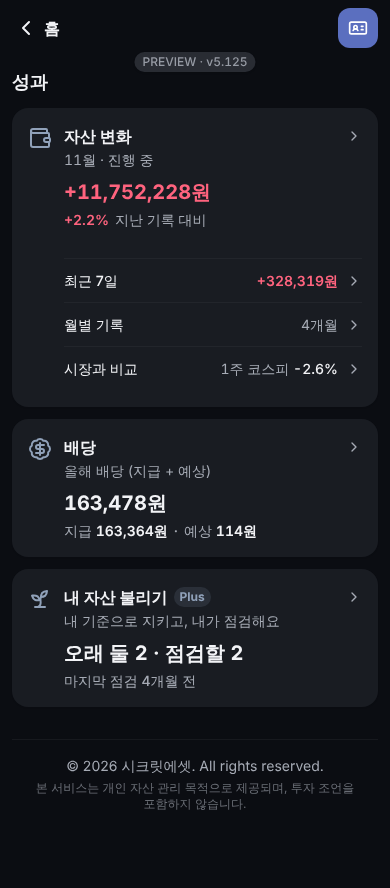 홈
PREVIEW · v5.125
성과
자산 변화
11월 · 진행 중
+11,752,228원
+2.2% 지난 기록 대비
최근 7일 +328,319원
월별 기록 4개월
시장과 비교 1주 코스피 -2.6%
배당
올해 배당 (지급 + 예상)
163,478원
지급 163,364원 · 예상 114원
내 자산 불리기 Plus
내 기준으로 지키고, 내가 점검해요
오래 둘 2 · 점검할 2
마지막 점검 4개월 전
© 2026 시크릿에셋. All rights reserved.
본 서비스는 개인 자산 관리 목적으로 제공되며, 투자 조언을
포함하지 않습니다.